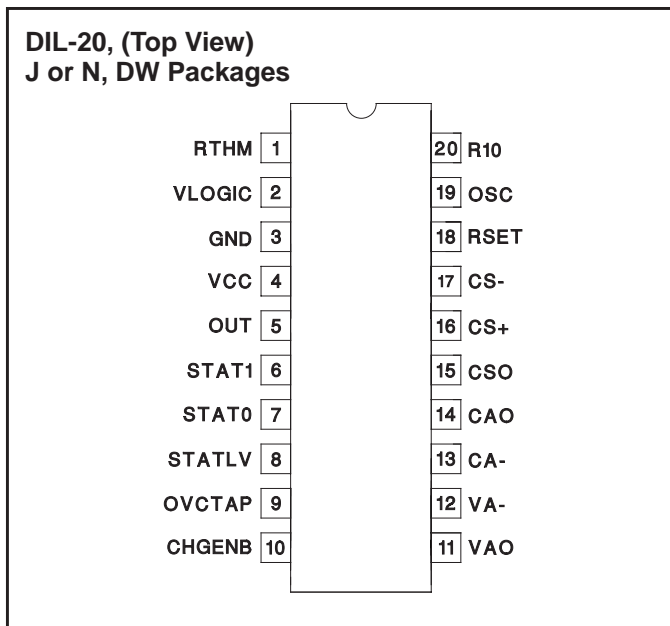 DIL-20, (Top View)
J or N, DW Packages
RTHM 1 20 R10
VLOGIC 2 19 OSC
GND 3 18 RSET
VCC 4 17 CS-
OUT 5 16 CS+
STAT1 6 15 CSO
STAT0 7 14 CAO
STATLV 8 13 CA-
OVCTAP 9 12 VA-
CHGENB 10 11 VAO